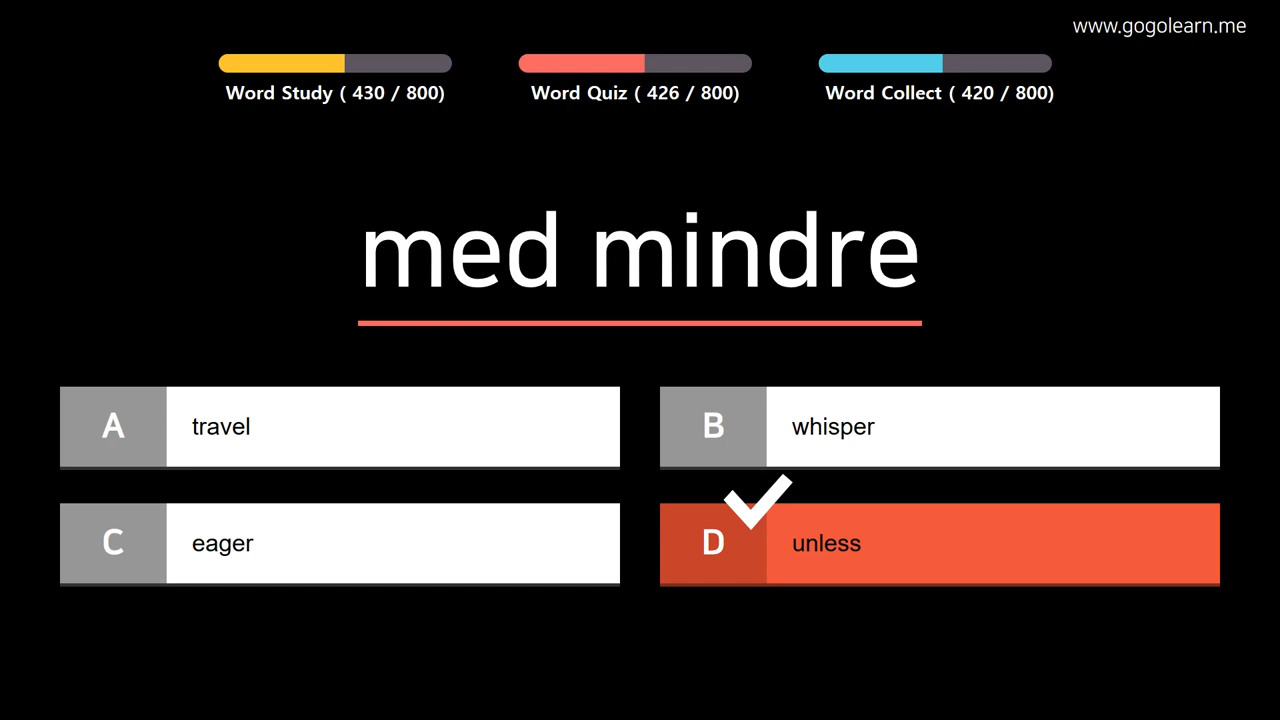 www.gogolearn.me
Word Study ( 430 / 800)
Word Quiz ( 426 / 800)
Word Collect ( 420 / 800)
med mindre
A travel
B whisper
C eager
D unless